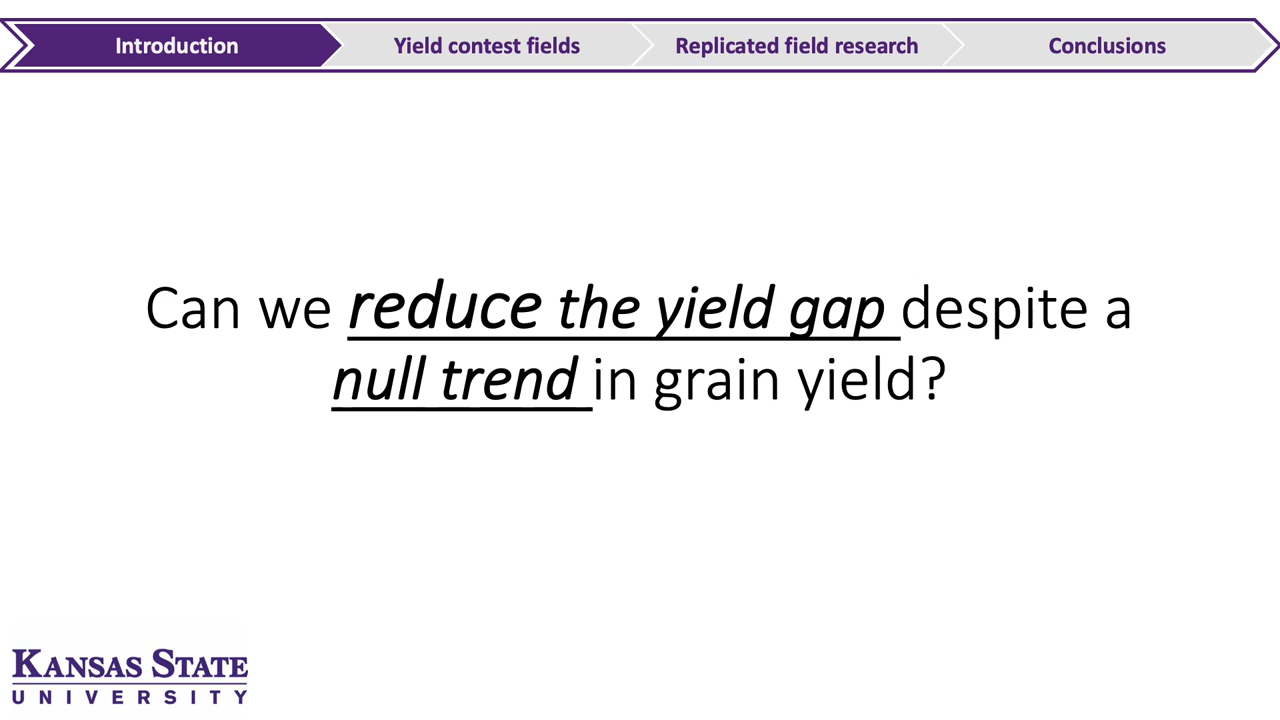 Introduction
Yield contest fields
Replicated field research
Conclusions
Can we reduce the yield gap despite a
null trend in grain yield?
KANSAS STATE
UNIVERSITY